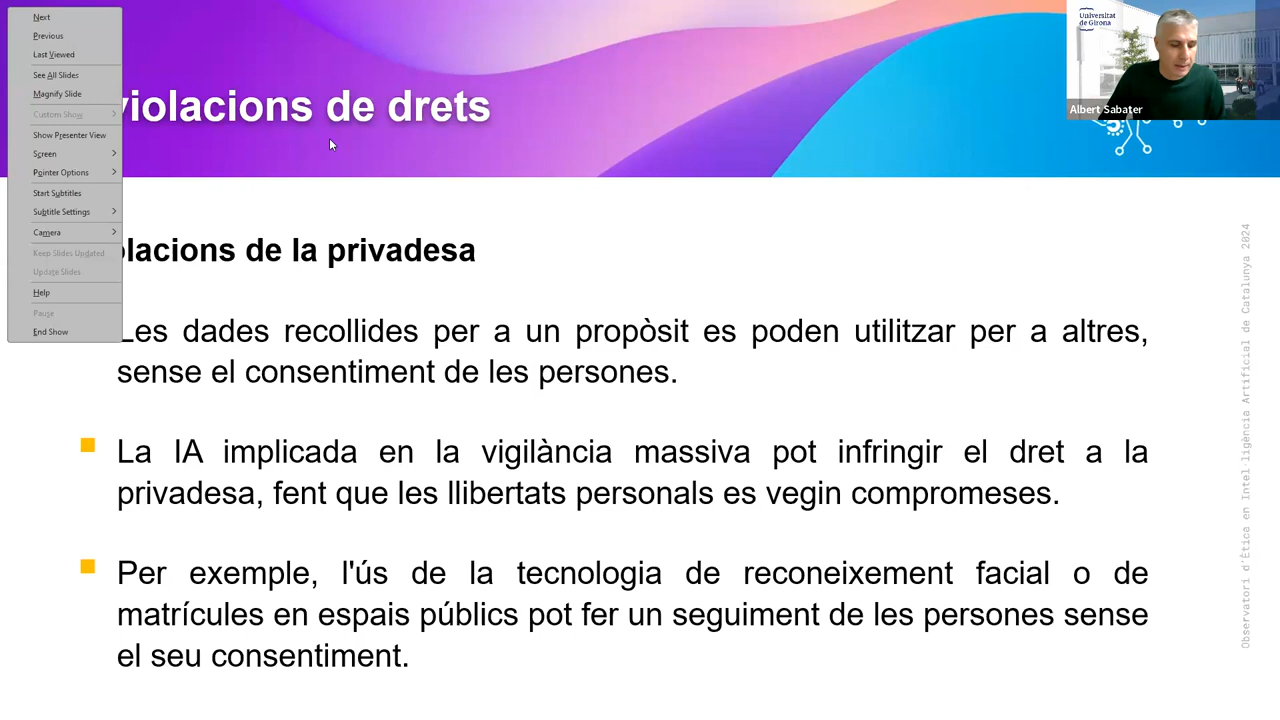 Next
Previous
Last Viewed
See All Slides
Magnify Slide
Custom Show
Show Presenter View
Screen
Pointer Options
Start Subtitles
Subtitle Settings
Camera
Keep Slides Updated
Update Slides
Help
Pause
End Show
violacions de drets
Universitat
de Girona
Albert Sabater
olacions de la privadesa
Les dades recollides per a un propòsit es poden utilitzar per a altres,
sense el consentiment de les persones.
La IA implicada en la vigilància massiva pot infringir el dret a la
privadesa, fent que les llibertats personals es vegin compromeses.
Per exemple, l'ús de la tecnologia de reconeixement facial o de
matrícules en espais públics pot fer un seguiment de les persones sense
el seu consentiment.
Observatori d'Ètica en Intel·ligència Artificial de Catalunya 2024